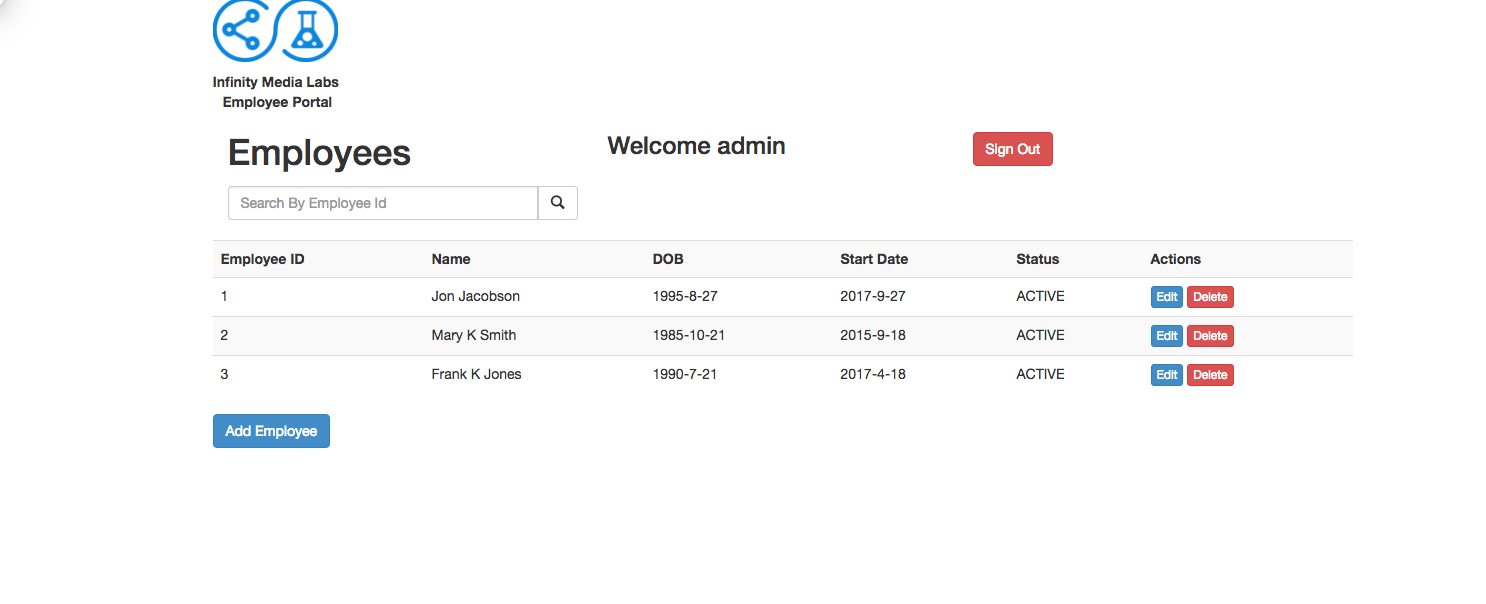 Infinity Media Labs
Employee Portal
Employees
Welcome admin
Sign Out
Search By Employee Id
Employee ID Name DOB Start Date Status Actions
1 Jon Jacobson 1995-8-27 2017-9-27 ACTIVE Edit Delete
2 Mary K Smith 1985-10-21 2015-9-18 ACTIVE Edit Delete
3 Frank K Jones 1990-7-21 2017-4-18 ACTIVE Edit Delete
Add Employee